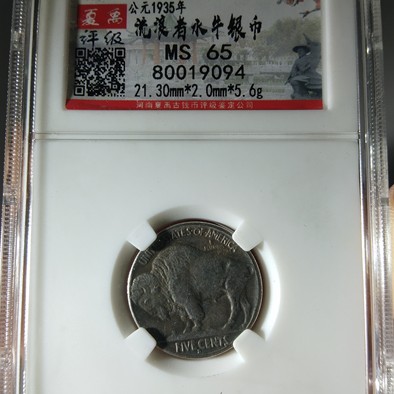 夏禹
评级
公元1935年
流浪者水牛银币
MS 65
80019094
21.30mm*2.0mm*5.6g
河南夏禹古钱币评级鉴定公司
UNITED STATES OF AMERICA
FIVE CENTS